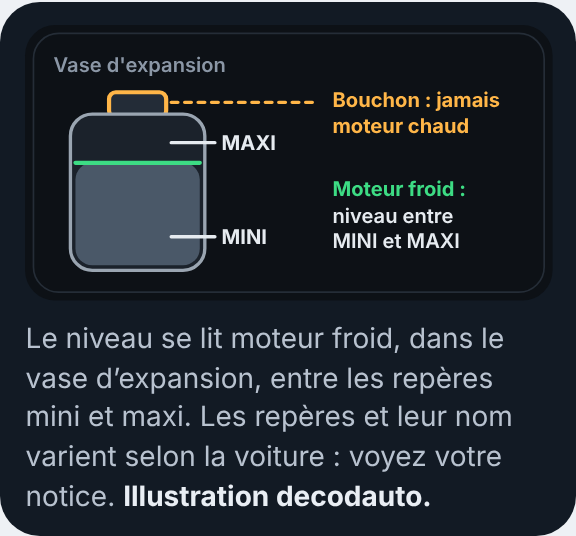 Vase d'expansion
Bouchon : jamais
moteur chaud
MAXI
Moteur froid :
niveau entre
MINI et MAXI
MINI
Le niveau se lit moteur froid, dans le
vase d’expansion, entre les repères
mini et maxi. Les repères et leur nom
varient selon la voiture : voyez votre
notice. Illustration decodauto.